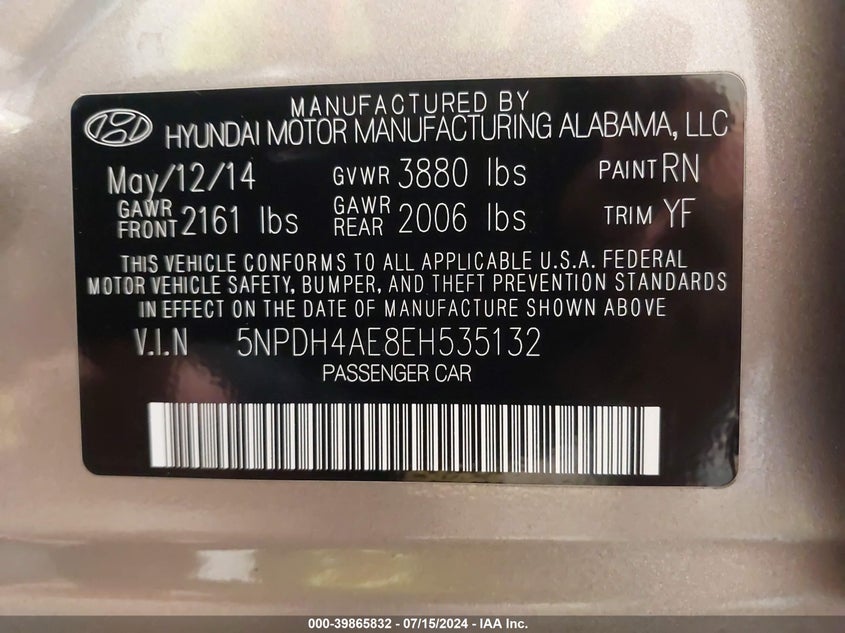 MANUFACTURED BY
HYUNDAI MOTOR MANUFACTURING ALABAMA, LLC
May/12/14 GVWR 3880 lbs PAINT RN
GAWR FRONT 2161 lbs GAWR REAR 2006 lbs TRIM YF
THIS VEHICLE CONFORMS TO ALL APPLICABLE U.S.A. FEDERAL
MOTOR VEHICLE SAFETY, BUMPER, AND THEFT PREVENTION STANDARDS
IN EFFECT ON THE DATE OF MANUFACTURE SHOWN ABOVE
V.I.N 5NPDH4AE8EH535132
PASSENGER CAR
000-39865832 - 07/15/2024 - IAA Inc.